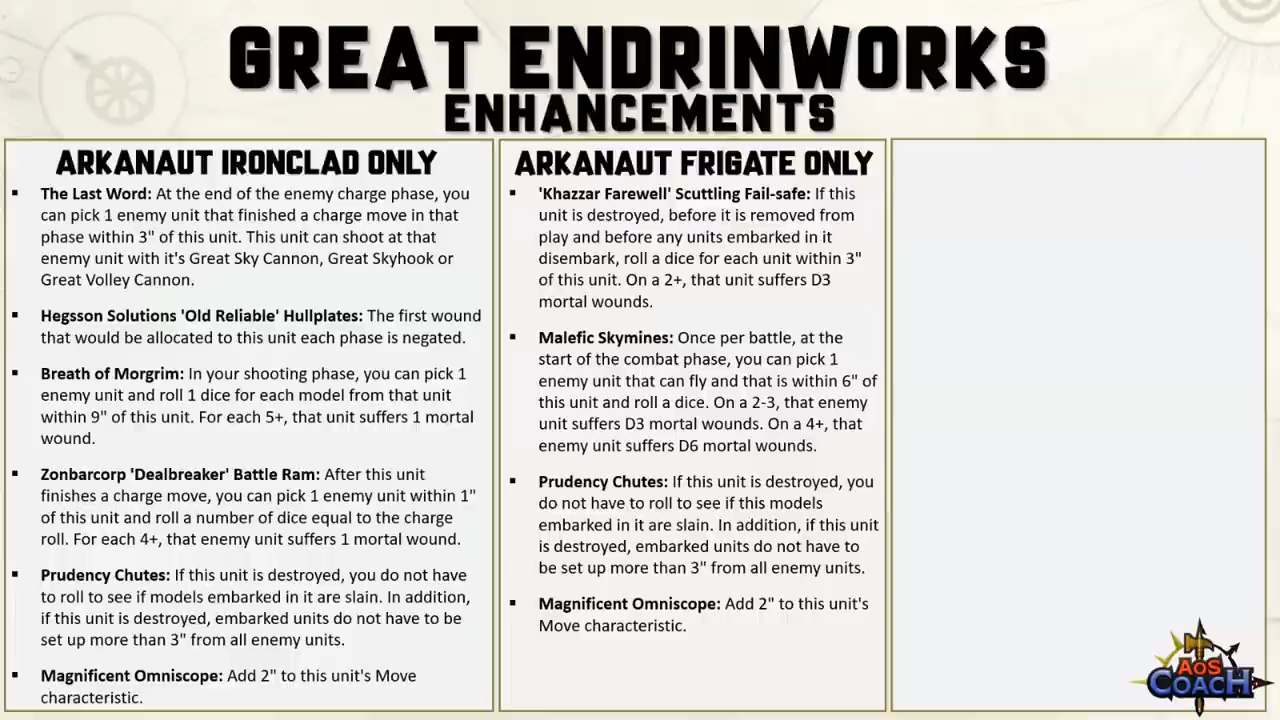 GREAT ENDRINWORKS
ENHANCEMENTS
ARKANAUT IRONCLAD ONLY
▪ The Last Word: At the end of the enemy charge phase, you
can pick 1 enemy unit that finished a charge move in that
phase within 3" of this unit. This unit can shoot at that
enemy unit with it's Great Sky Cannon, Great Skyhook or
Great Volley Cannon.
▪ Hegsson Solutions 'Old Reliable' Hullplates: The first wound
that would be allocated to this unit each phase is negated.
▪ Breath of Morgrim: In your shooting phase, you can pick 1
enemy unit and roll 1 dice for each model from that unit
within 9" of this unit. For each 5+, that unit suffers 1 mortal
wound.
▪ Zonbarcorp 'Dealbreaker' Battle Ram: After this unit
finishes a charge move, you can pick 1 enemy unit within 1"
of this unit and roll a number of dice equal to the charge
roll. For each 4+, that enemy unit suffers 1 mortal wound.
▪ Prudency Chutes: If this unit is destroyed, you do not have
to roll to see if models embarked in it are slain. In addition,
if this unit is destroyed, embarked units do not have to be
set up more than 3" from all enemy units.
▪ Magnificent Omniscope: Add 2" to this unit's Move
characteristic.
ARKANAUT FRIGATE ONLY
▪ 'Khazzar Farewell' Scuttling Fail-safe: If this
unit is destroyed, before it is removed from
play and before any units embarked in it
disembark, roll a dice for each unit within 3"
of this unit. On a 2+, that unit suffers D3
mortal wounds.
▪ Malefic Skymines: Once per battle, at the
start of the combat phase, you can pick 1
enemy unit that can fly and that is within 6" of
this unit and roll a dice. On a 2-3, that enemy
unit suffers D3 mortal wounds. On a 4+, that
enemy unit suffers D6 mortal wounds.
▪ Prudency Chutes: If this unit is destroyed, you
do not have to roll to see if this models
embarked in it are slain. In addition, if this unit
is destroyed, embarked units do not have to
be set up more than 3" from all enemy units.
▪ Magnificent Omniscope: Add 2" to this unit's
Move characteristic.
AoS
COACH